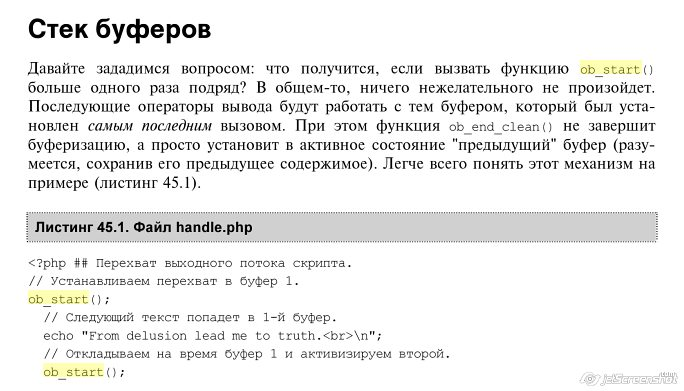 Стек буферов
Давайте зададимся вопросом: что получится, если вызвать функцию ob_start()
больше одного раза подряд? В общем-то, ничего нежелательного не произойдет.
Последующие операторы вывода будут работать с тем буфером, который был уста-
новлен самым последним вызовом. При этом функция ob_end_clean() не завершит
буферизацию, а просто установит в активное состояние "предыдущий" буфер (разу-
меется, сохранив его предыдущее содержимое). Легче всего понять этот механизм на
примере (листинг 45.1).
Листинг 45.1. Файл handle.php
<?php ## Перехват выходного потока скрипта.
// Устанавливаем перехват в буфер 1.
ob_start();
// Следующий текст попадет в 1-й буфер.
echo "From delusion lead me to truth.<br>\n";
// Откладываем на время буфер 1 и активизируем второй.
ob_start();
jetScreenshot